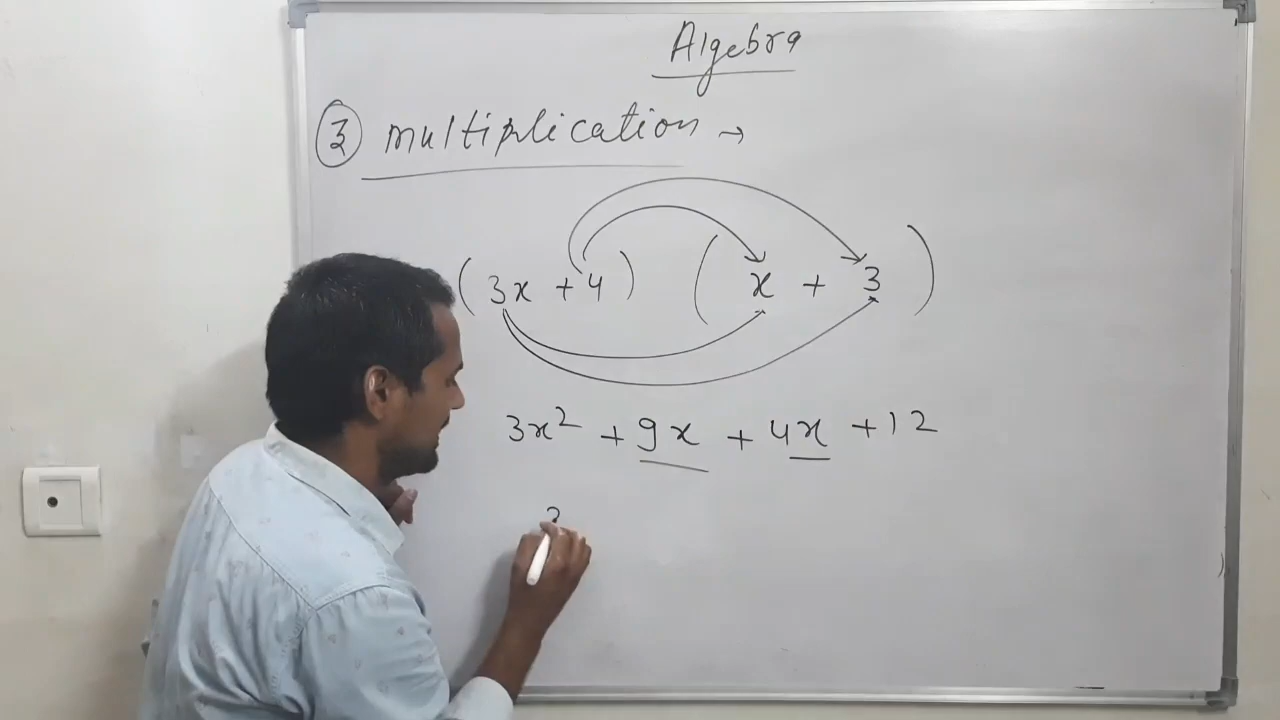 Algebra
③ multiplication →
(3x + 4) (x + 3)
3x² + 9x + 4x + 12